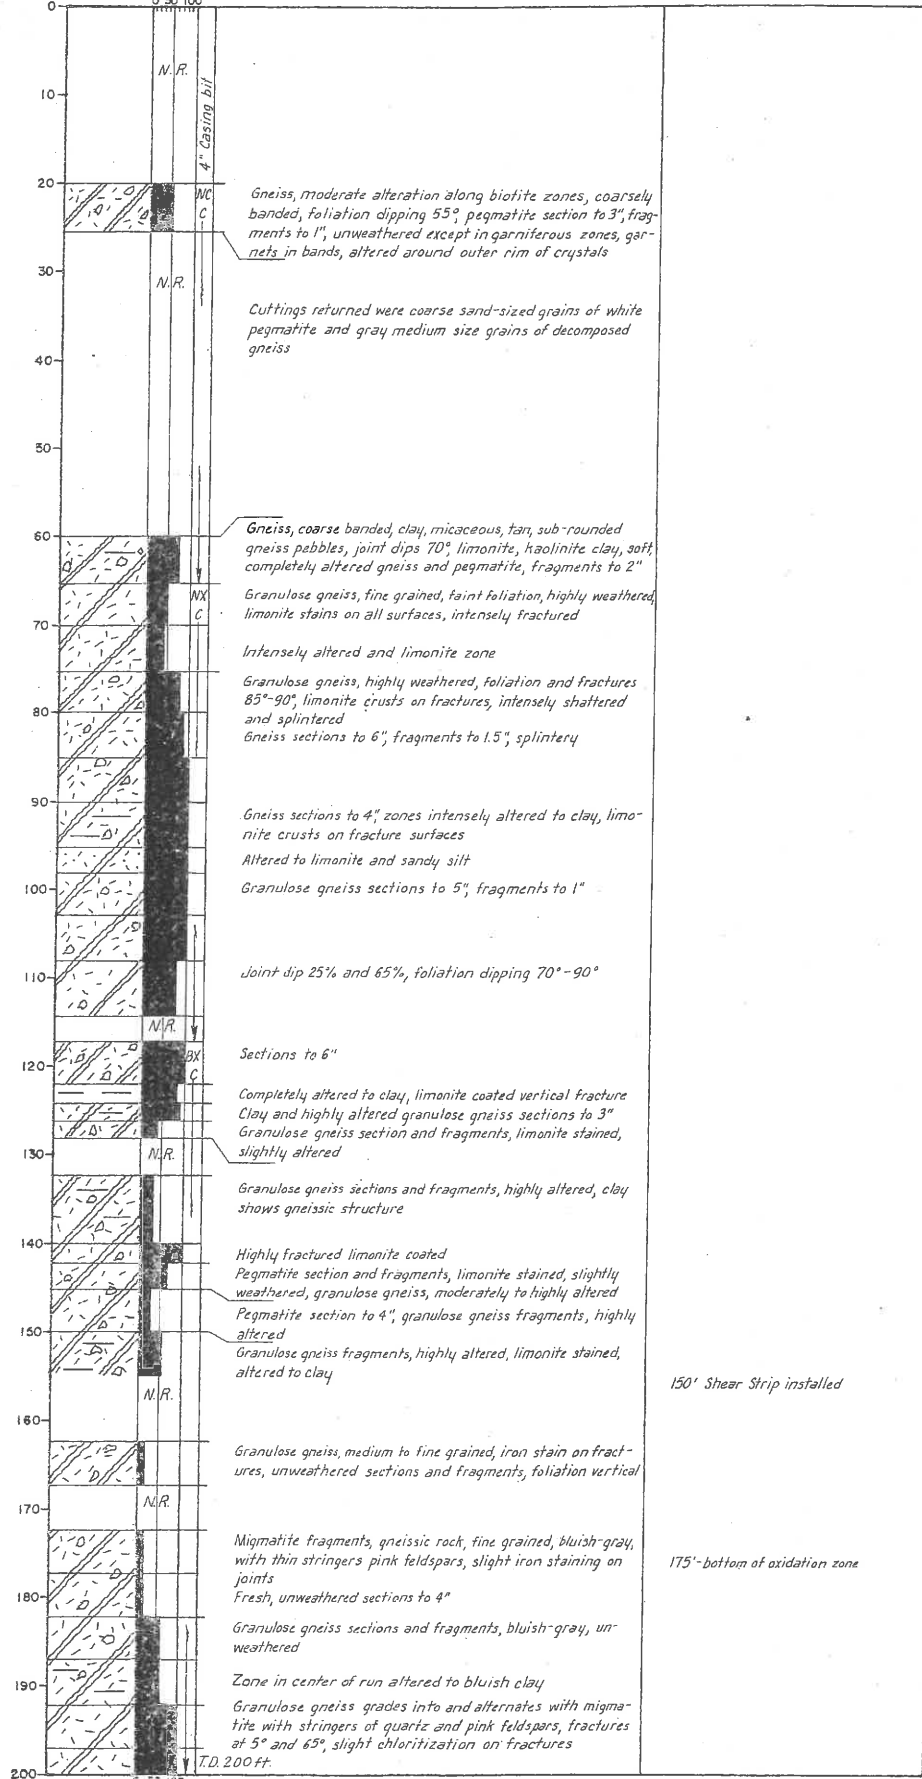 0 50 100
0
N.R.
10
4" Casing bit
20
NC
C
Gneiss, moderate alteration along biotite zones, coarsely
banded, foliation dipping 55°, pegmatite section to 3", frag-
ments to 1", unweathered except in garniferous zones, gar-
nets in bands, altered around outer rim of crystals
30
N.R.
Cuttings returned were coarse sand-sized grains of white
pegmatite and gray medium size grains of decomposed
gneiss
40
50
60
Gneiss, coarse banded, clay, micaceous, tan, sub-rounded
gneiss pebbles, joint dips 70°, limonite, kaolinite clay, soft,
completely altered gneiss and pegmatite, fragments to 2"
NX
C
Granulose gneiss, fine grained, faint foliation, highly weathered,
limonite stains on all surfaces, intensely fractured
70
Intensely altered and limonite zone
Granulose gneiss, highly weathered, foliation and fractures
85°-90°, limonite crusts on fractures, intensely shattered
and splintered
80
Gneiss sections to 6", fragments to 1.5", splintery
90
Gneiss sections to 4", zones intensely altered to clay, limo-
nite crusts on fracture surfaces
Altered to limonite and sandy silt
100
Granulose gneiss sections to 5", fragments to 1"
110
Joint dip 25% and 65%, foliation dipping 70°-90°
N.R.
120
BX
C
Sections to 6"
Completely altered to clay, limonite coated vertical fracture
Clay and highly altered granulose gneiss sections to 3"
Granulose gneiss section and fragments, limonite stained,
slightly altered
130
N.R.
Granulose gneiss sections and fragments, highly altered, clay
shows gneissic structure
140
Highly fractured limonite coated
Pegmatite section and fragments, limonite stained, slightly
weathered, granulose gneiss, moderately to highly altered
Pegmatite section to 4", granulose gneiss fragments, highly
altered
150
Granulose gneiss fragments, highly altered, limonite stained,
altered to clay
N.R.
150' Shear Strip installed
160
Granulose gneiss, medium to fine grained, iron stain on fract-
ures, unweathered sections and fragments, foliation vertical
170
N.R.
Migmatite fragments, gneissic rock, fine grained, bluish-gray,
with thin stringers pink feldspars, slight iron staining on
joints
175'-bottom of oxidation zone
180
Fresh, unweathered sections to 4"
Granulose gneiss sections and fragments, bluish-gray, un-
weathered
190
Zone in center of run altered to bluish clay
Granulose gneiss grades into and alternates with migma-
tite with stringers of quartz and pink feldspars, fractures
at 5° and 65°, slight chloritization on fractures
200
T.D. 200 ft.